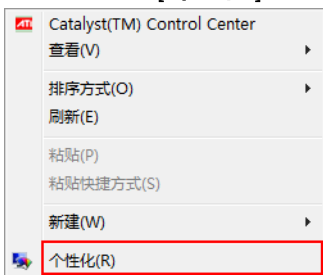 Catalyst(TM) Control Center
查看(V)
排序方式(O)
刷新(E)
粘贴(P)
粘贴快捷方式(S)
新建(W)
个性化(R)